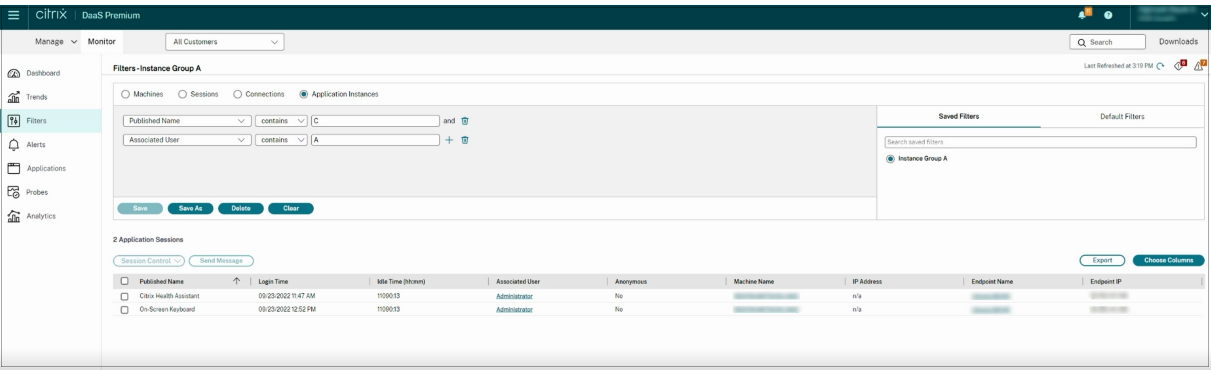 citrix | DaaS Premium
Manage Monitor All Customers Search Downloads
Filters - Instance Group A Last Refreshed at 3:19 PM 6 7
Dashboard
Trends
Filters
Alerts
Applications
Probes
Analytics
Machines Sessions Connections Application Instances
Published Name contains C and
Associated User contains A +
Saved Filters Default Filters
Search saved filters
Instance Group A
Save Save As Delete Clear
2 Application Sessions
Session Control Send Message Export Choose Columns
Published Name Login Time Idle Time (hh:mm) Associated User Anonymous Machine Name IP Address Endpoint Name Endpoint IP
Citrix Health Assistant 09/23/2022 11:47 AM 11090:13 Administrator No n/a
On-Screen Keyboard 09/23/2022 12:52 PM 11090:13 Administrator No n/a